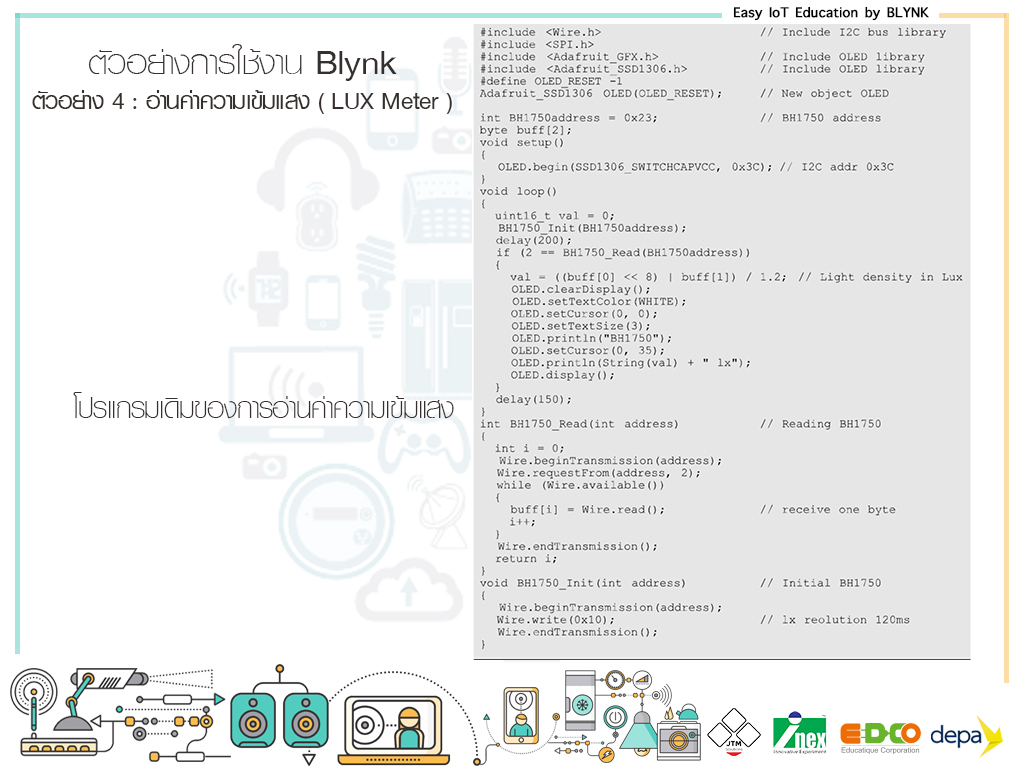 Easy IoT Education by BLYNK
ตัวอย่างการใช้งาน Blynk
ตัวอย่าง 4 : อ่านค่าความเข้มแสง ( LUX Meter )
โปรแกรมเดิมของการอ่านค่าความเข้มแสง
#include <Wire.h> // Include I2C bus library
#include <SPI.h>
#include <Adafruit_GFX.h> // Include OLED library
#include <Adafruit_SSD1306.h> // Include OLED library
#define OLED_RESET -1
Adafruit_SSD1306 OLED(OLED_RESET); // New object OLED
int BH1750address = 0x23; // BH1750 address
byte buff[2];
void setup()
{
OLED.begin(SSD1306_SWITCHCAPVCC, 0x3C); // I2C addr 0x3C
}
void loop()
{
uint16_t val = 0;
BH1750_Init(BH1750address);
delay(200);
if (2 == BH1750_Read(BH1750address))
{
val = ((buff[0] << 8) | buff[1]) / 1.2; // Light density in Lux
OLED.clearDisplay();
OLED.setTextColor(WHITE);
OLED.setCursor(0, 0);
OLED.setTextSize(3);
OLED.println("BH1750");
OLED.setCursor(0, 35);
OLED.println(String(val) + " lx");
OLED.display();
}
delay(150);
}
int BH1750_Read(int address) // Reading BH1750
{
int i = 0;
Wire.beginTransmission(address);
Wire.requestFrom(address, 2);
while (Wire.available())
{
buff[i] = Wire.read(); // receive one byte
i++;
}
Wire.endTransmission();
return i;
}
void BH1750_Init(int address) // Initial BH1750
{
Wire.beginTransmission(address);
Wire.write(0x10); // lx reolution 120ms
Wire.endTransmission();
}
JTM
inex
Innovative Experiment
EDCO
Educatique Corporation
depa